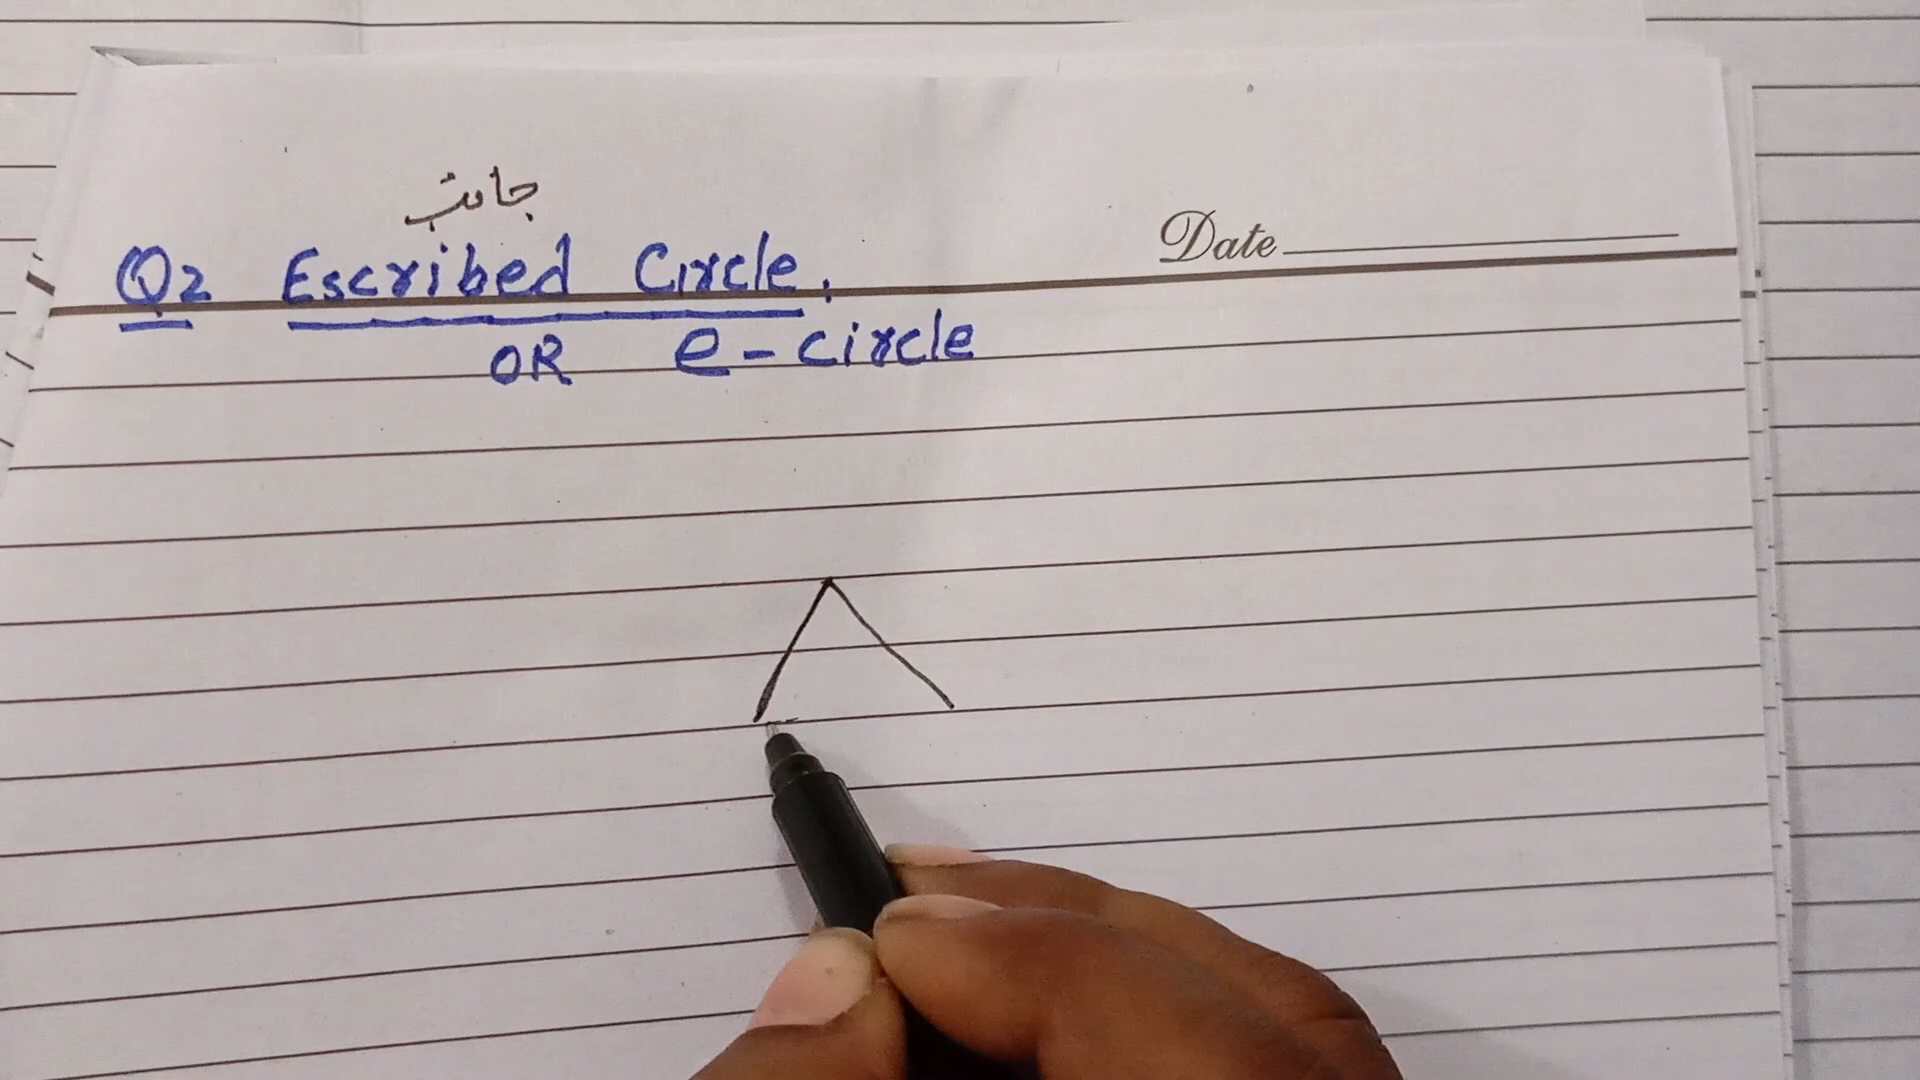 جانب
Q2 Escribed Circle.
Date
OR e-circle